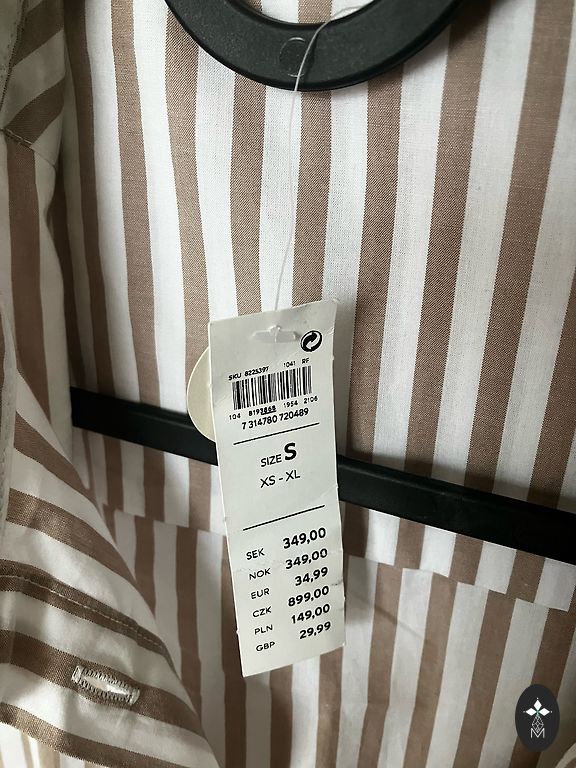 SKU 8225397 1041 RF
104 8193865 1954 2106
7 314780 720489
SIZE S
XS - XL
SEK 349,00
NOK 349,00
EUR 34,99
CZK 899,00
PLN 149,00
GBP 29,99
M